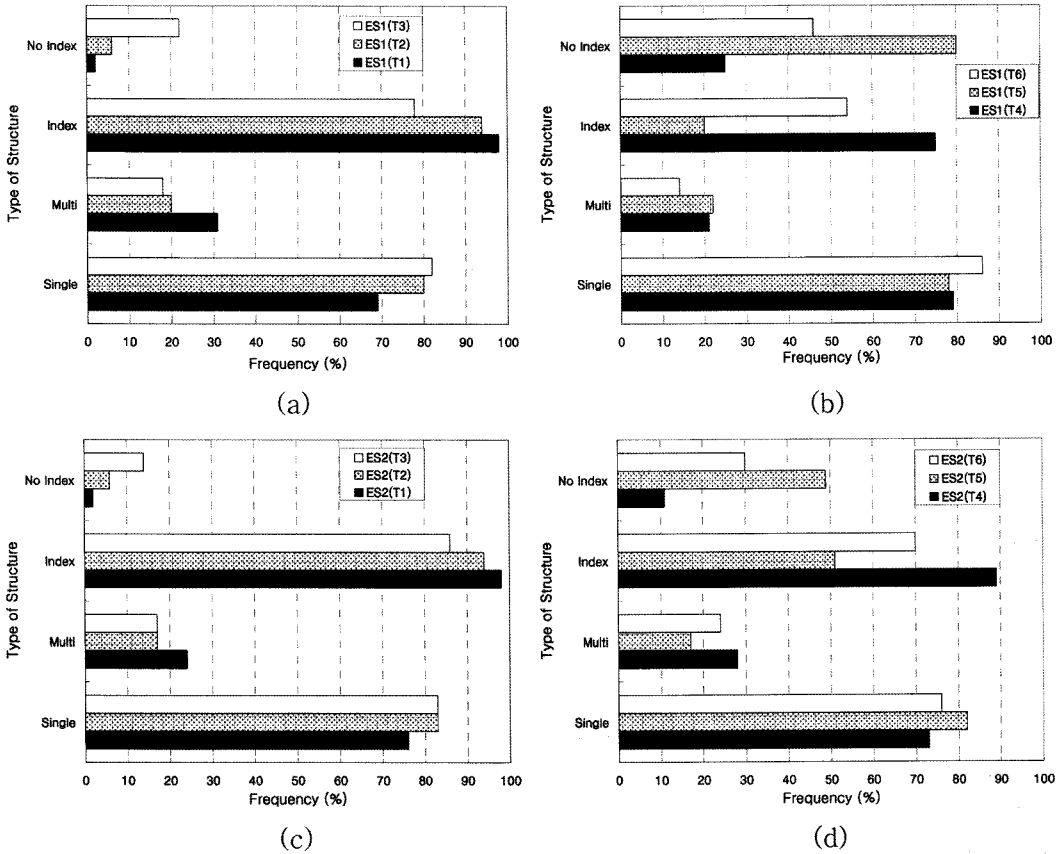 No Index
Index
Multi
Single
Type of Structure
ES1(T3)
ES1(T2)
ES1(T1)
0 10 20 30 40 50 60 70 80 90 100
Frequency (%)
(a)
No Index
Index
Multi
Single
Type of Structure
ES1(T6)
ES1(T5)
ES1(T4)
0 10 20 30 40 50 60 70 80 90 100
Frequency (%)
(b)
No Index
Index
Multi
Single
Type of Structure
ES2(T3)
ES2(T2)
ES2(T1)
0 10 20 30 40 50 60 70 80 90 100
Frequency (%)
(c)
No Index
Index
Multi
Single
Type of Structure
ES2(T6)
ES2(T5)
ES2(T4)
0 10 20 30 40 50 60 70 80 90 100
Frequency (%)
(d)